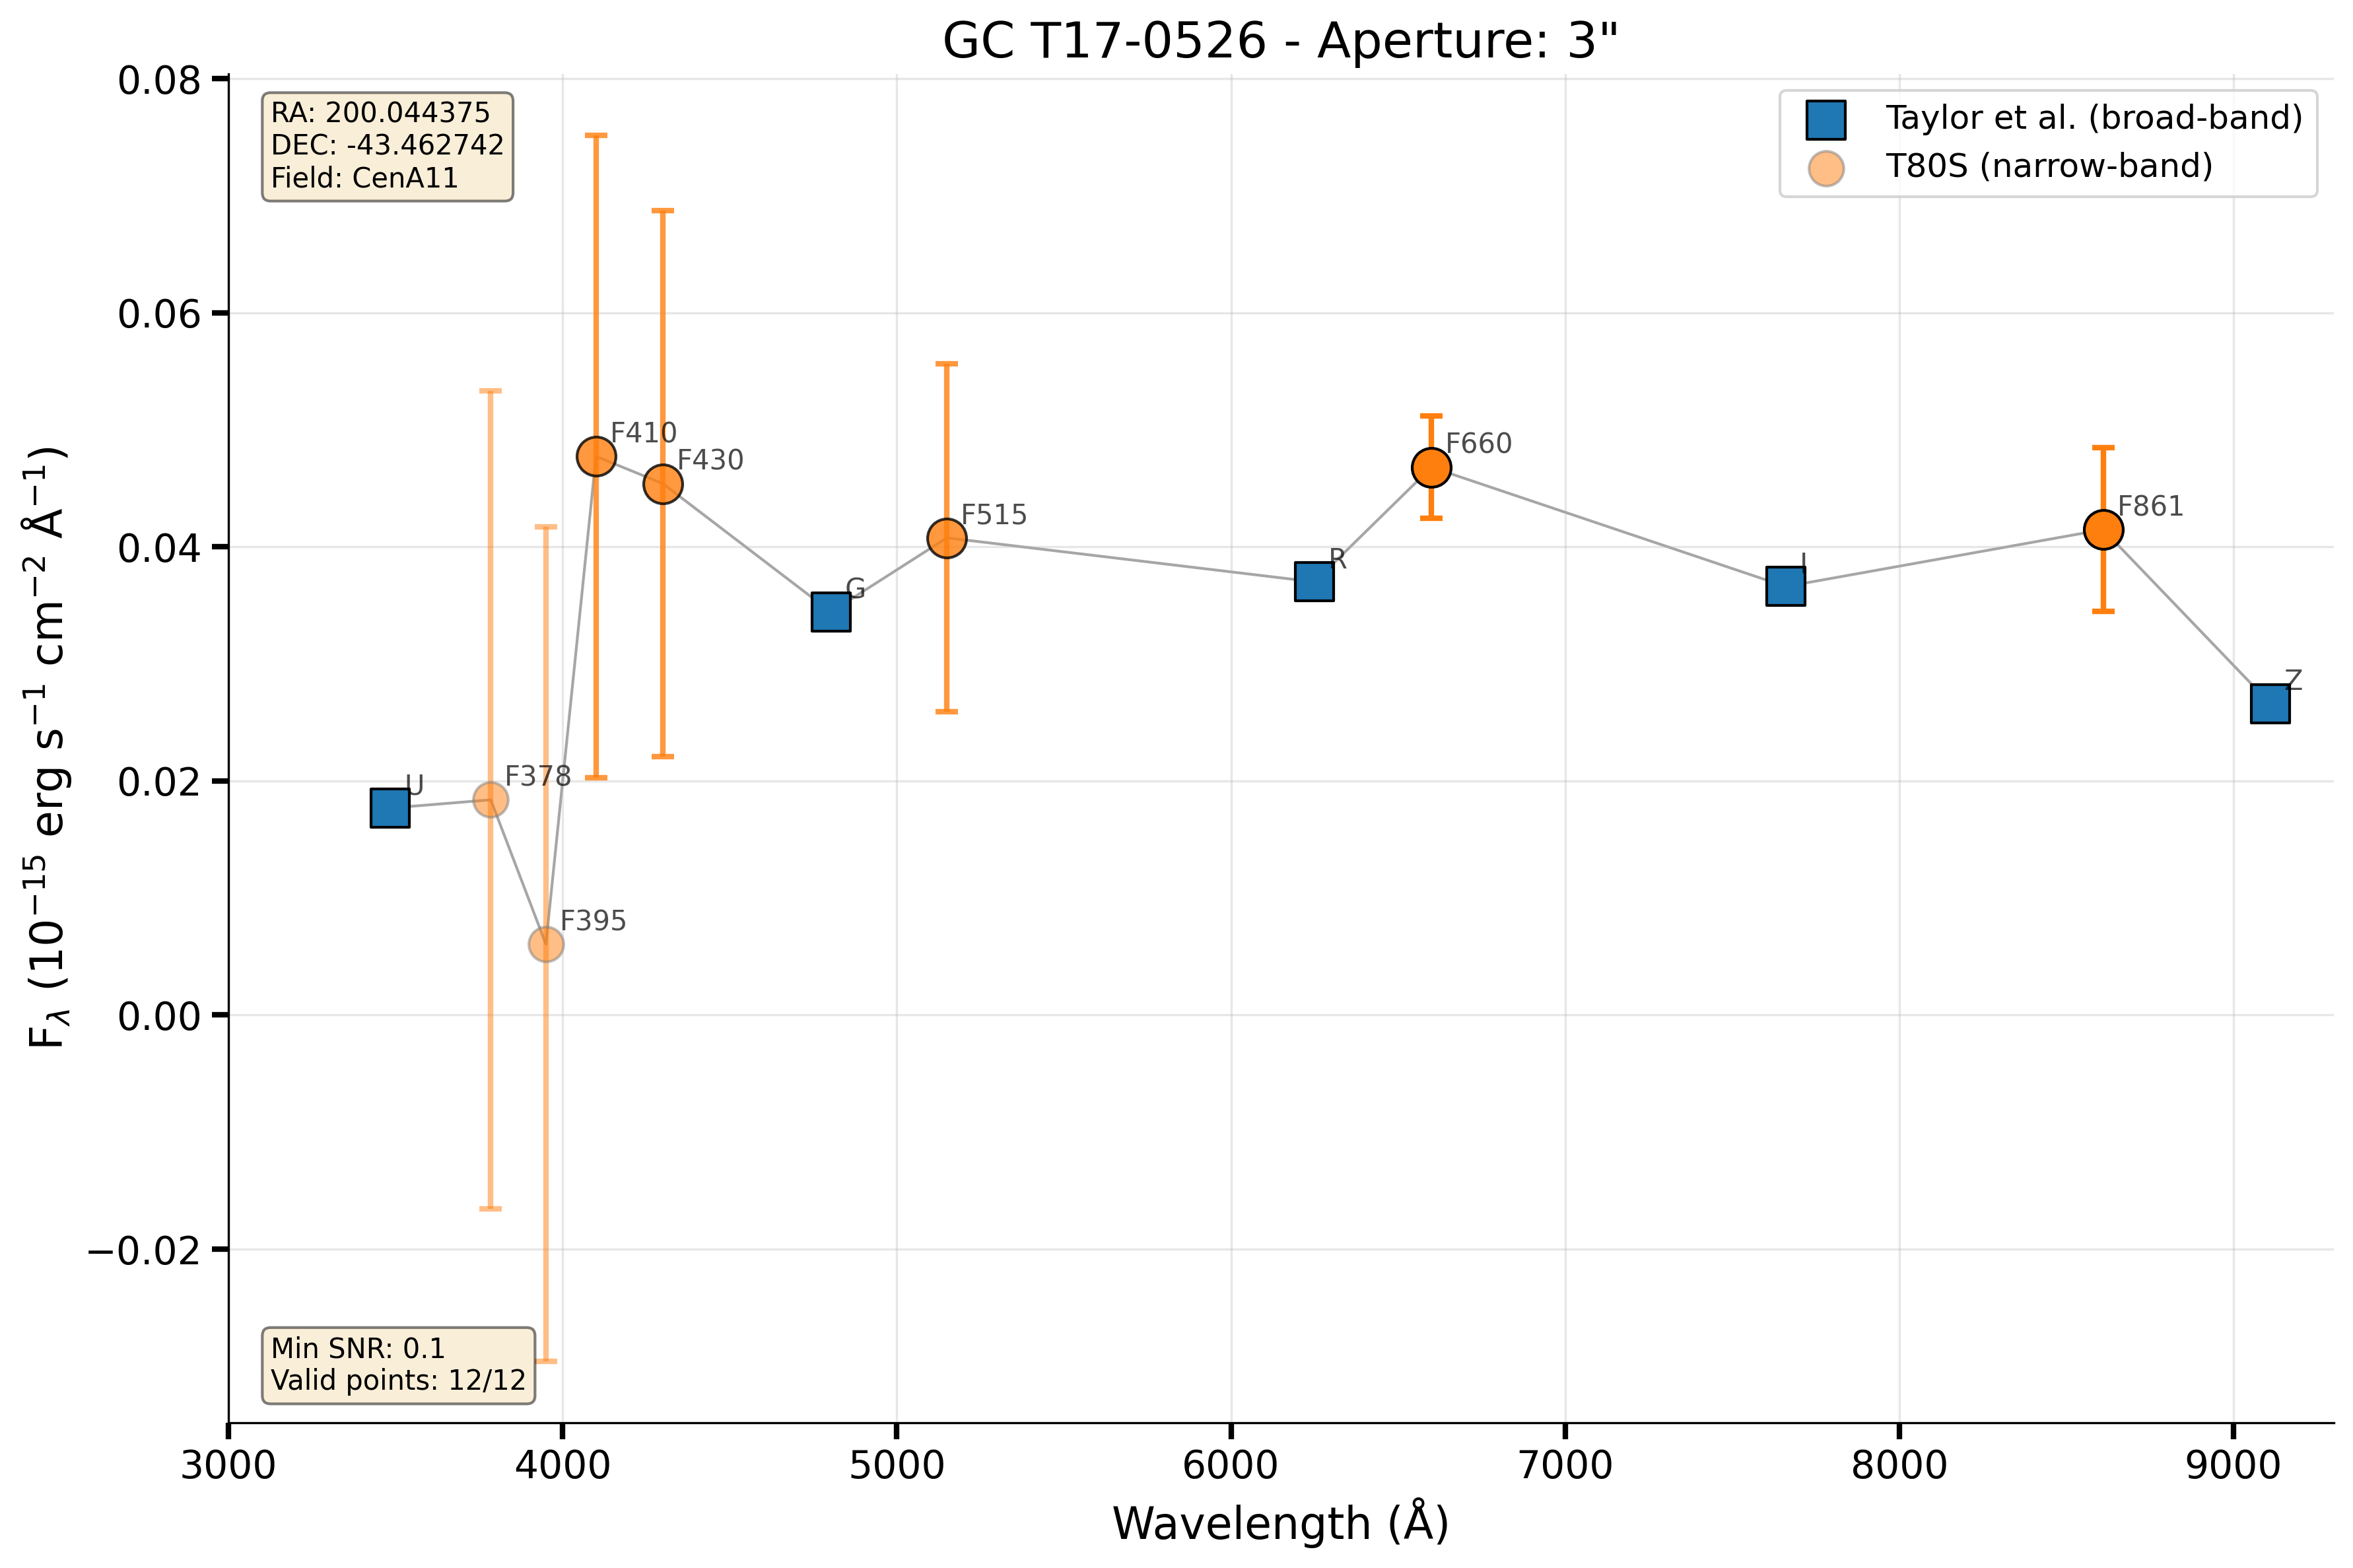 GC T17-0526 - Aperture: 3"
RA: 200.044375
DEC: -43.462742
Field: CenA11
Taylor et al. (broad-band)
T80S (narrow-band)
0.08
0.06
0.04
0.02
0.00
−0.02
F_λ (10⁻¹⁵ erg s⁻¹ cm⁻² Å⁻¹)
U
F378
F395
F410
F430
G
F515
R
F660
I
F861
Z
Min SNR: 0.1
Valid points: 12/12
3000 4000 5000 6000 7000 8000 9000
Wavelength (Å)